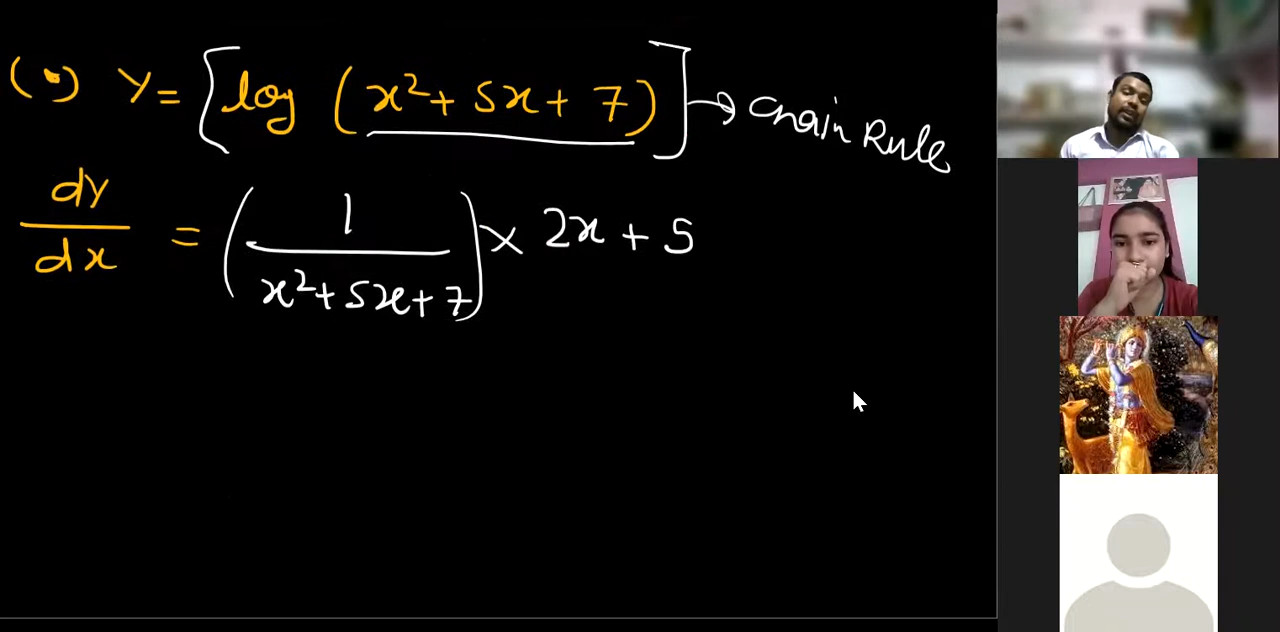 (•) y = [log (x² + 5x + 7)] → Chain Rule
dy/dx = (1/(x² + 5x + 7)) × 2x + 5